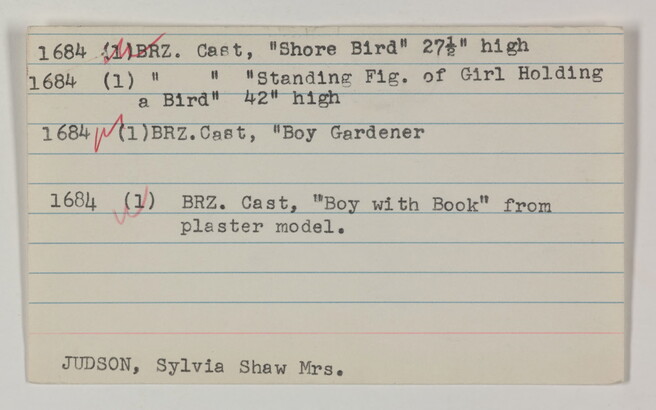 1684 (1)BRZ. Cast, "Shore Bird" 27½" high
1684 (1) " " "Standing Fig. of Girl Holding
a Bird" 42" high
1684 (1)BRZ.Cast, "Boy Gardener
1684 (1) BRZ. Cast, "Boy with Book" from
plaster model.
JUDSON, Sylvia Shaw Mrs.